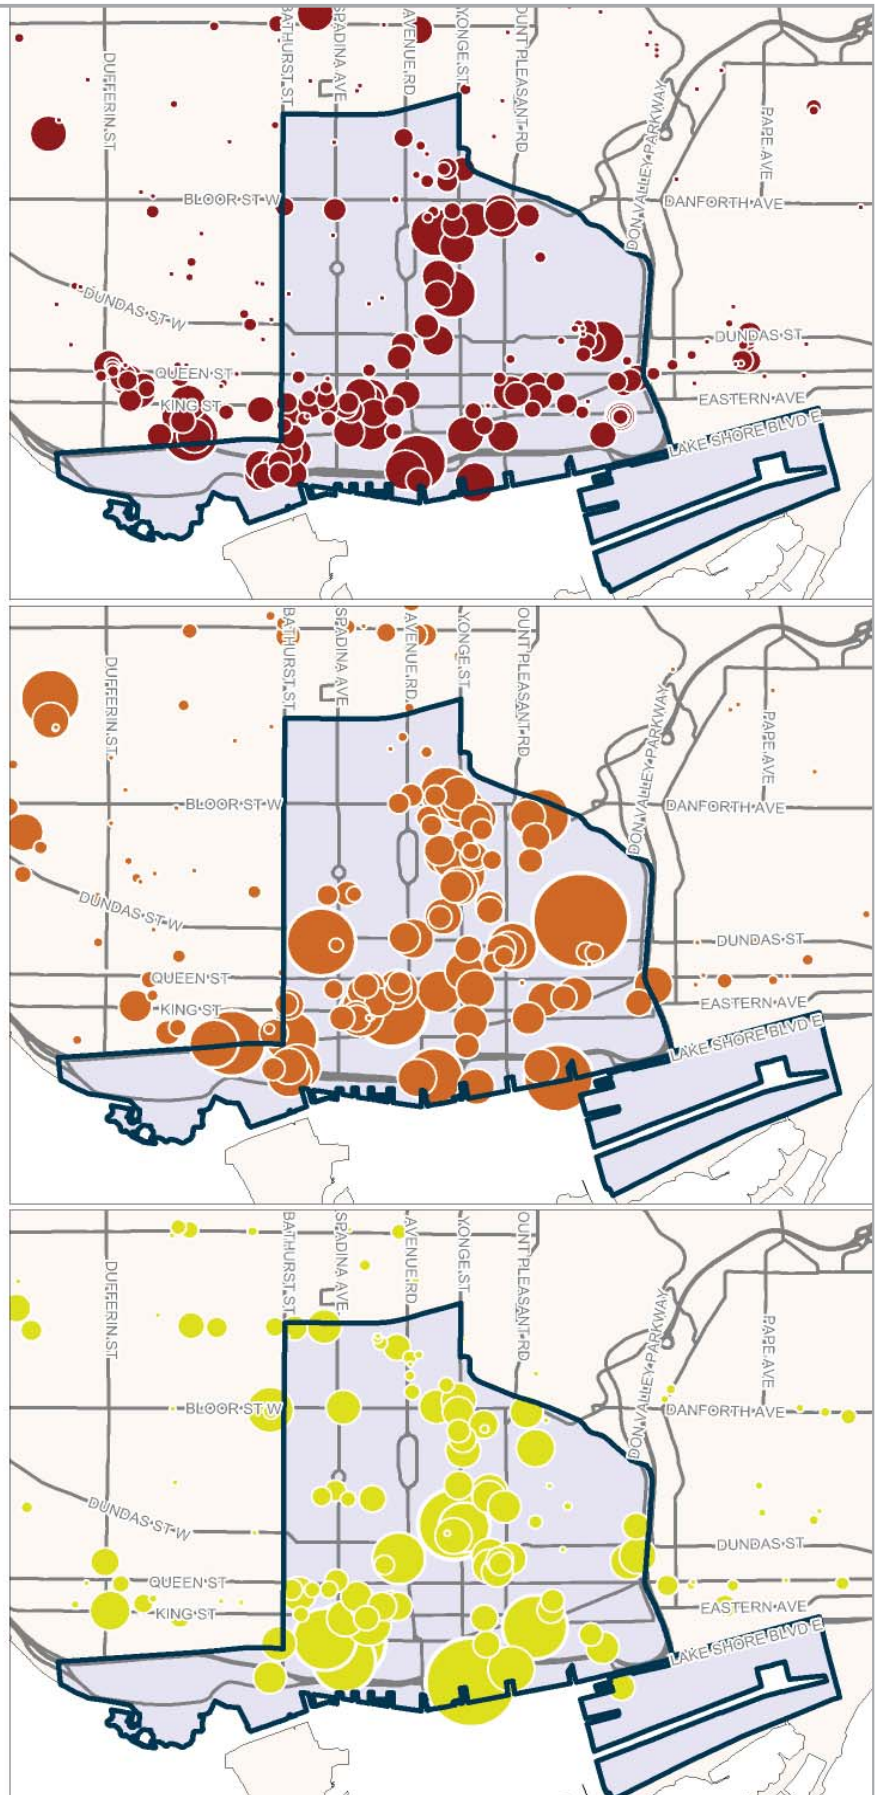 DUFFERIN ST
BATHURST ST
SPADINA AVE
AVENUE RD
YONGE ST
OUNT PLEASANT RD
DON VALLEY PARKWAY
PAPE AVE
BLOOR ST W
DANFORTH AVE
DUNDAS ST W
DUNDAS ST
QUEEN ST
KING ST
EASTERN AVE
LAKE SHORE BLVD E
DUFFERIN ST
BATHURST ST
SPADINA AVE
AVENUE RD
YONGE ST
OUNT PLEASANT RD
DON VALLEY PARKWAY
PAPE AVE
BLOOR ST W
DANFORTH AVE
DUNDAS ST W
DUNDAS ST
QUEEN ST
KING ST
EASTERN AVE
LAKE SHORE BLVD E
DUFFERIN ST
BATHURST ST
SPADINA AVE
AVENUE RD
YONGE ST
OUNT PLEASANT RD
DON VALLEY PARKWAY
PAPE AVE
BLOOR ST W
DANFORTH AVE
DUNDAS ST W
DUNDAS ST
QUEEN ST
KING ST
EASTERN AVE
LAKE SHORE BLVD E